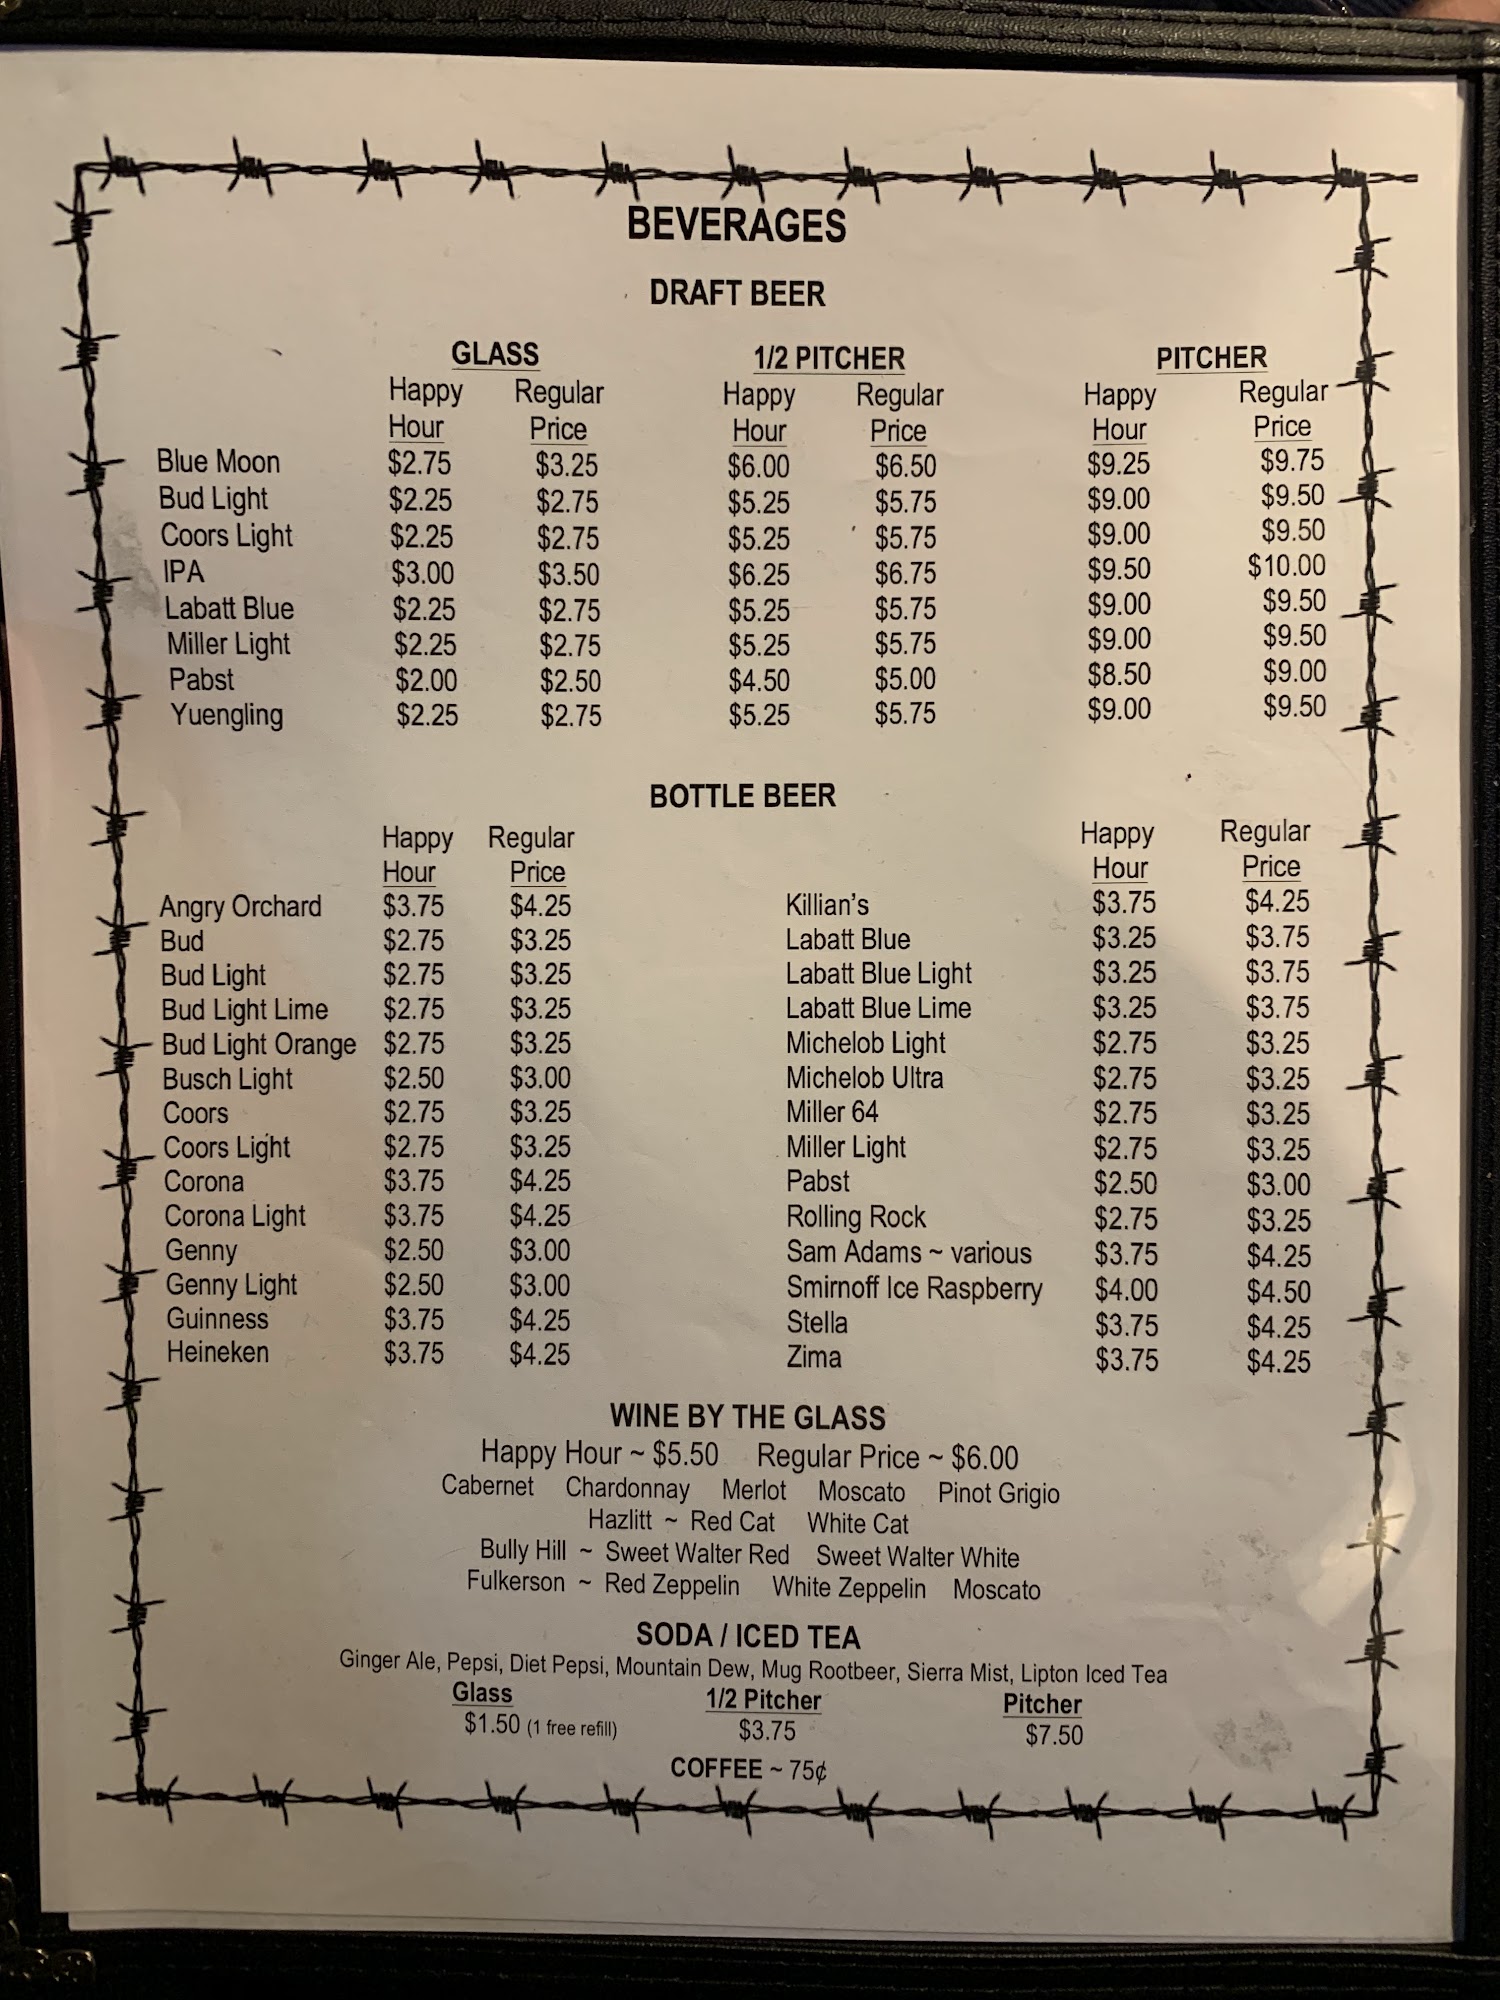 BEVERAGES
DRAFT BEER
GLASS 1/2 PITCHER PITCHER
Happy Regular Happy Regular Happy Regular
Hour Price Hour Price Hour Price
Blue Moon $2.75 $3.25 $6.00 $6.50 $9.25 $9.75
Bud Light $2.25 $2.75 $5.25 $5.75 $9.00 $9.50
Coors Light $2.25 $2.75 $5.25 $5.75 $9.00 $9.50
IPA $3.00 $3.50 $6.25 $6.75 $9.50 $10.00
Labatt Blue $2.25 $2.75 $5.25 $5.75 $9.00 $9.50
Miller Light $2.25 $2.75 $5.25 $5.75 $9.00 $9.50
Pabst $2.00 $2.50 $4.50 $5.00 $8.50 $9.00
Yuengling $2.25 $2.75 $5.25 $5.75 $9.00 $9.50
BOTTLE BEER
Happy Regular Happy Regular
Hour Price Hour Price
Angry Orchard $3.75 $4.25 Killian's $3.75 $4.25
Bud $2.75 $3.25 Labatt Blue $3.25 $3.75
Bud Light $2.75 $3.25 Labatt Blue Light $3.25 $3.75
Bud Light Lime $2.75 $3.25 Labatt Blue Lime $3.25 $3.75
Bud Light Orange $2.75 $3.25 Michelob Light $2.75 $3.25
Busch Light $2.50 $3.00 Michelob Ultra $2.75 $3.25
Coors $2.75 $3.25 Miller 64 $2.75 $3.25
Coors Light $2.75 $3.25 Miller Light $2.75 $3.25
Corona $3.75 $4.25 Pabst $2.50 $3.00
Corona Light $3.75 $4.25 Rolling Rock $2.75 $3.25
Genny $2.50 $3.00 Sam Adams ~ various $3.75 $4.25
Genny Light $2.50 $3.00 Smirnoff Ice Raspberry $4.00 $4.50
Guinness $3.75 $4.25 Stella $3.75 $4.25
Heineken $3.75 $4.25 Zima $3.75 $4.25
WINE BY THE GLASS
Happy Hour ~ $5.50 Regular Price ~ $6.00
Cabernet Chardonnay Merlot Moscato Pinot Grigio
Hazlitt ~ Red Cat White Cat
Bully Hill ~ Sweet Walter Red Sweet Walter White
Fulkerson ~ Red Zeppelin White Zeppelin Moscato
SODA / ICED TEA
Ginger Ale, Pepsi, Diet Pepsi, Mountain Dew, Mug Rootbeer, Sierra Mist, Lipton Iced Tea
Glass 1/2 Pitcher Pitcher
$1.50 (1 free refill) $3.75 $7.50
COFFEE ~ 75¢